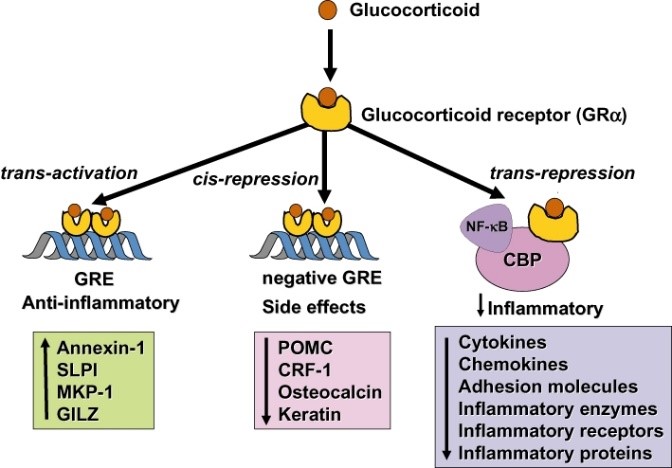 Glucocorticoid
Glucocorticoid receptor (GRα)
trans-activation
cis-repression
trans-repression
NF-κB
CBP
GRE
Anti-inflammatory
negative GRE
Side effects
Inflammatory
Annexin-1
SLPI
MKP-1
GILZ
POMC
CRF-1
Osteocalcin
Keratin
Cytokines
Chemokines
Adhesion molecules
Inflammatory enzymes
Inflammatory receptors
Inflammatory proteins